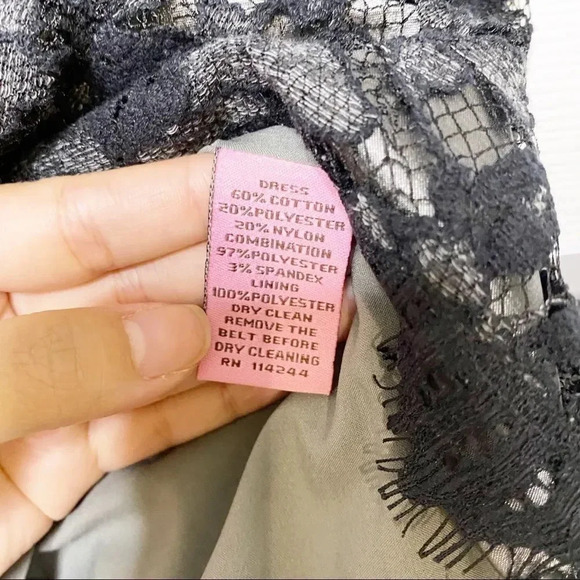 DRESS
60% COTTON
20%POLYESTER
20% NYLON
COMBINATION
97%POLYESTER
3% SPANDEX
LINING
100%POLYESTER
DRY CLEAN
REMOVE THE
BELT BEFORE
DRY CLEANING
RN 114244